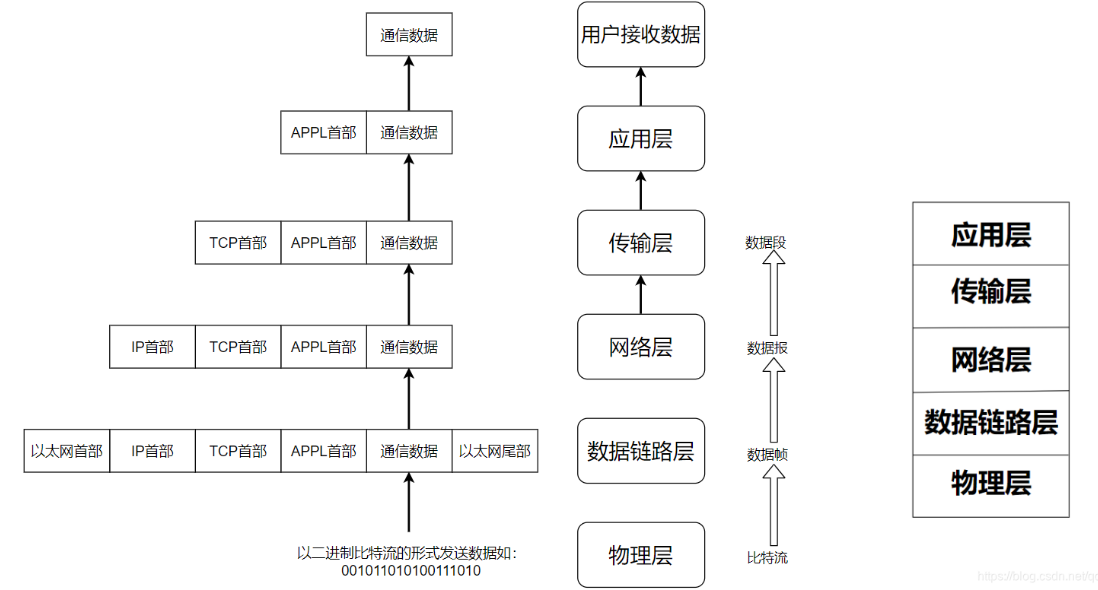 通信数据
用户接收数据
APPL首部 通信数据
应用层
TCP首部 APPL首部 通信数据
传输层
数据段
IP首部 TCP首部 APPL首部 通信数据
网络层
数据报
以太网首部 IP首部 TCP首部 APPL首部 通信数据 以太网尾部
数据链路层
数据帧
以二进制比特流的形式发送数据如：
001011010100111010
物理层
比特流
应用层
传输层
网络层
数据链路层
物理层
https://blog.csdn.net/qc